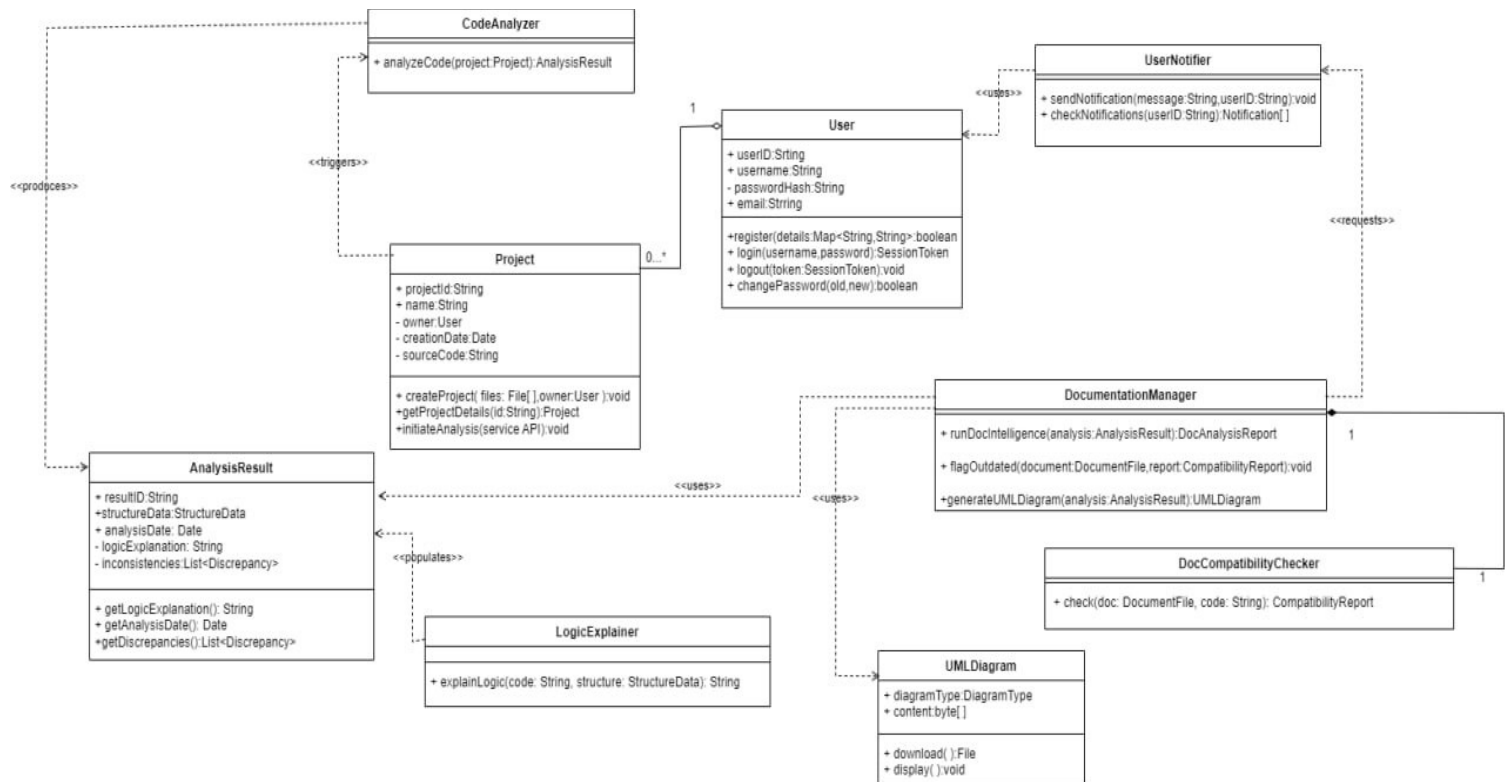 CodeAnalyzer
+ analyzeCode(project:Project):AnalysisResult
UserNotifier
+ sendNotification(message:String,userID:String):void
+ checkNotifications(userID:String):Notification[ ]
<<uses>>
1
User
+ userID:Srting
+ username:String
- passwordHash:String
+ email:Strring
+register(details:Map<String,String>:boolean
+ login(username,password):SessionToken
+ logout(token:SessionToken):void
+ changePassword(old,new):boolean
<<triggers>>
<<produces>>
<<requests>>
0...*
Project
+ projectId:String
+ name:String
- owner:User
- creationDate:Date
- sourceCode:String
+ createProject( files: File[ ],owner:User ):void
+getProjectDetails(id:String):Project
+initiateAnalysis(service API):void
DocumentationManager
+ runDocIntelligence(analysis:AnalysisResult):DocAnalysisReport
+ flagOutdated(document:DocumentFile,report:CompatibilityReport):void
+generateUMLDiagram(analysis:AnalysisResult):UMLDiagram
1
AnalysisResult
+ resultID:String
+structureData:StructureData
+ analysisDate: Date
- logicExplanation: String
- inconsistencies:List<Discrepancy>
+ getLogicExplanation(): String
+ getAnalysisDate(): Date
+getDiscrepancies():List<Discrepancy>
<<uses>>
<<uses>>
<<populates>>
DocCompatibilityChecker
+ check(doc: DocumentFile, code: String): CompatibilityReport
1
LogicExplainer
+ explainLogic(code: String, structure: StructureData): String
UMLDiagram
+ diagramType:DiagramType
+ content:byte[ ]
+ download( ):File
+ display( ):void